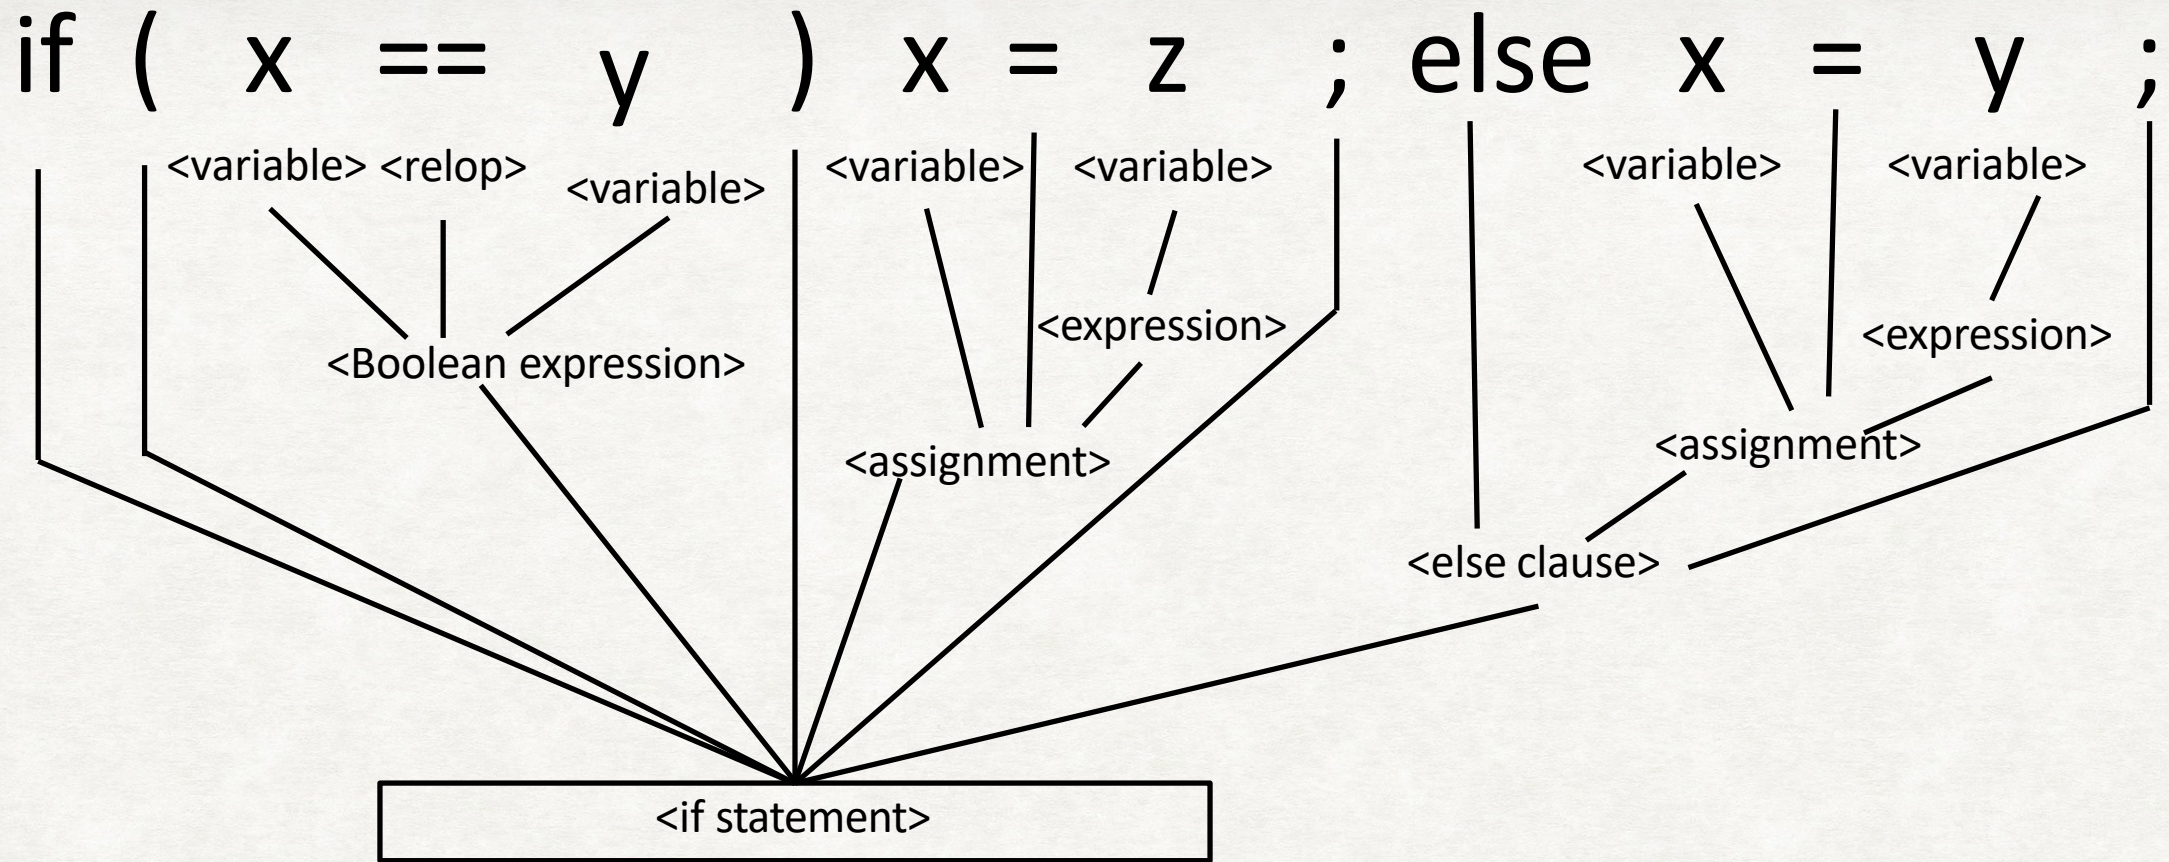 if ( x == y ) x = z ; else x = y ;
<variable> <relop> <variable> <variable> <variable> <variable> <variable>
<expression> <expression>
<Boolean expression>
<assignment> <assignment>
<else clause>
<if statement>